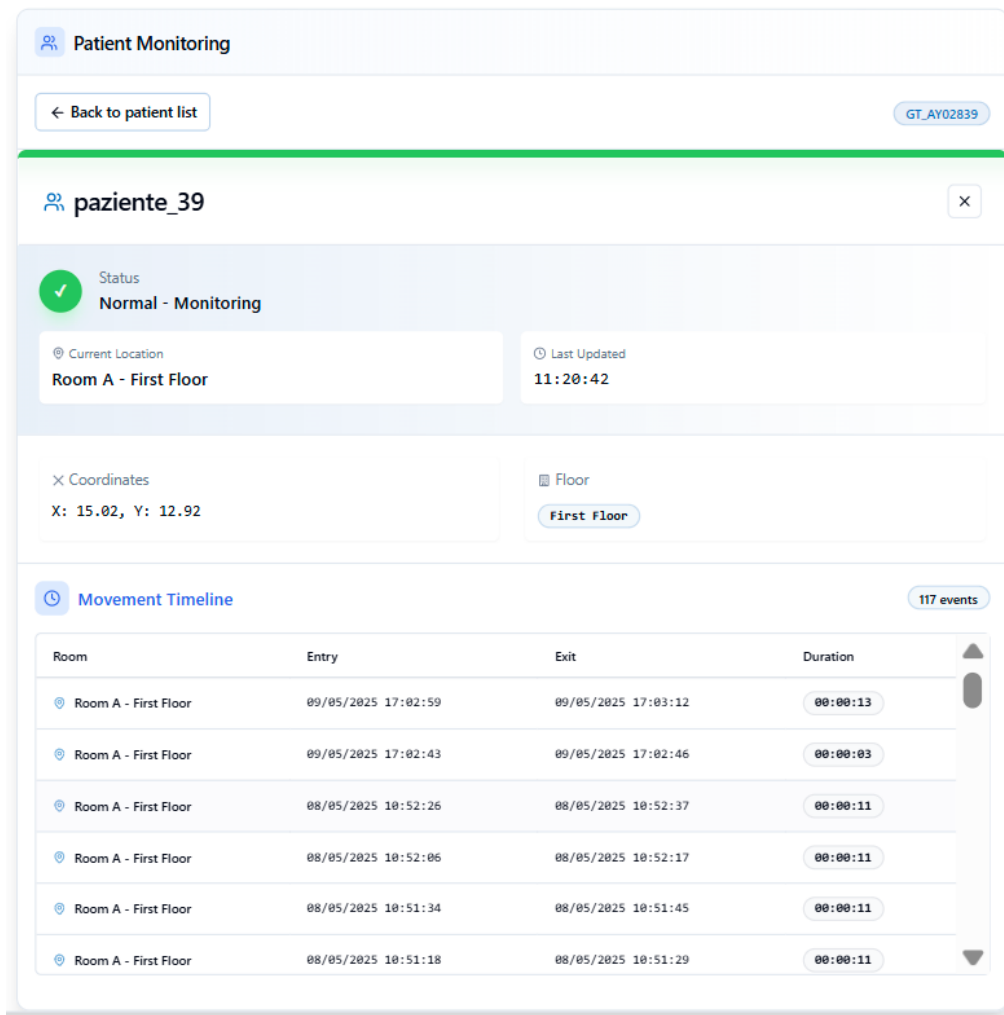 Patient Monitoring
← Back to patient list GT_AY02839
paziente_39
Status
Normal - Monitoring
Current Location Last Updated
Room A - First Floor 11:20:42
Coordinates Floor
X: 15.02, Y: 12.92 First Floor
Movement Timeline 117 events
Room Entry Exit Duration
Room A - First Floor 09/05/2025 17:02:59 09/05/2025 17:03:12 00:00:13
Room A - First Floor 09/05/2025 17:02:43 09/05/2025 17:02:46 00:00:03
Room A - First Floor 08/05/2025 10:52:26 08/05/2025 10:52:37 00:00:11
Room A - First Floor 08/05/2025 10:52:06 08/05/2025 10:52:17 00:00:11
Room A - First Floor 08/05/2025 10:51:34 08/05/2025 10:51:45 00:00:11
Room A - First Floor 08/05/2025 10:51:18 08/05/2025 10:51:29 00:00:11